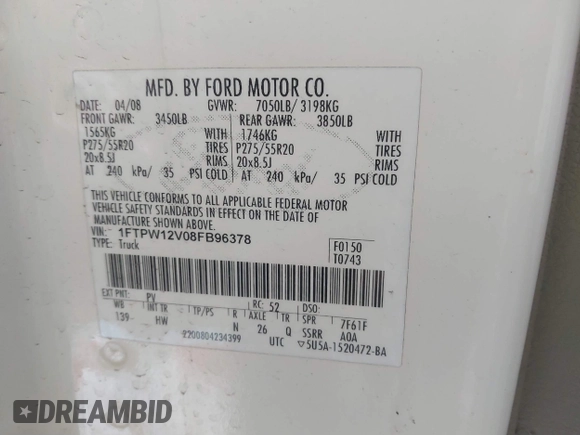 MFD. BY FORD MOTOR CO.
DATE: 04/08 GVWR: 7050LB/ 3198KG
FRONT GAWR: 3450LB REAR GAWR: 3850LB
1565KG WITH 1746KG WITH
P275/55R20 TIRES P275/55R20 TIRES
20x8.5J RIMS 20x8.5J RIMS
AT 240 kPa/ 35 PSI COLD AT 240 kPa/ 35 PSI COLD
THIS VEHICLE CONFORMS TO ALL APPLICABLE FEDERAL MOTOR
VEHICLE SAFETY STANDARDS IN EFFECT ON THE DATE OF
MANUFACTURE SHOWN ABOVE.
VIN: 1FTPW12V08FB96378 F0150
TYPE: Truck T0743
EXT PNT: PV RC: 52 DSO:
WB INT TR TP/PS R AXLE TR SPR 7F61F
139 HW N 26 Q SSRR AOA
2200804234399 UTC ▽5U5A-1520472-BA
DREAMBID